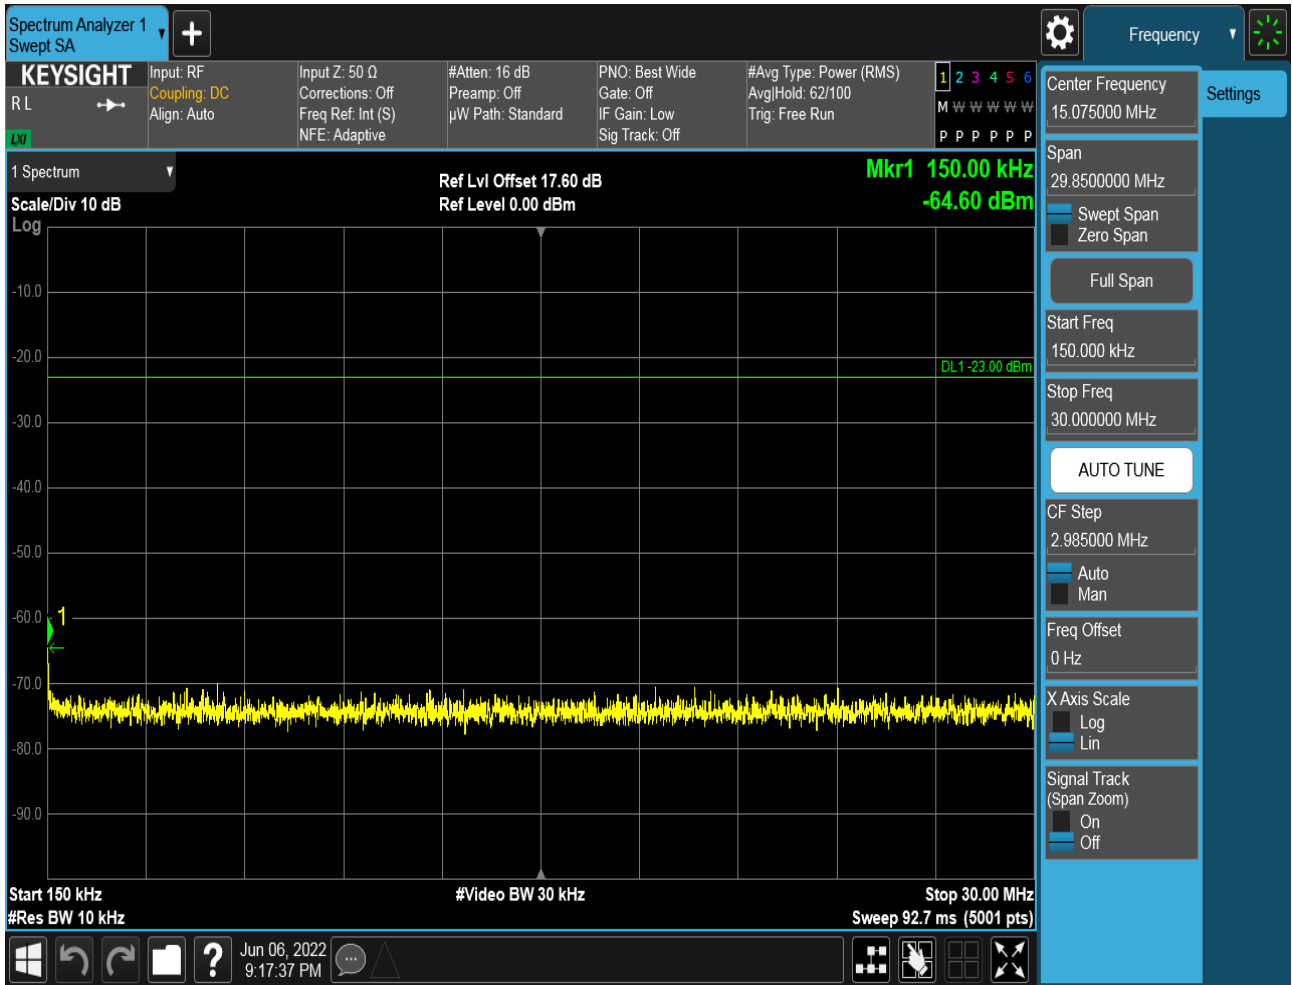 Spectrum Analyzer 1
Swept SA
Frequency
KEYSIGHT
R L
LXI
Input: RF
Coupling: DC
Align: Auto
Input Z: 50 Ω
Corrections: Off
Freq Ref: Int (S)
NFE: Adaptive
#Atten: 16 dB
Preamp: Off
µW Path: Standard
PNO: Best Wide
Gate: Off
IF Gain: Low
Sig Track: Off
#Avg Type: Power (RMS)
Avg|Hold: 62/100
Trig: Free Run
1 2 3 4 5 6
M W W W W W
P P P P P P
Center Frequency
15.075000 MHz
Settings
Span
29.8500000 MHz
Swept Span
Zero Span
Full Span
Start Freq
150.000 kHz
Stop Freq
30.000000 MHz
AUTO TUNE
CF Step
2.985000 MHz
Auto
Man
Freq Offset
0 Hz
X Axis Scale
Log
Lin
Signal Track
(Span Zoom)
On
Off
1 Spectrum
Scale/Div 10 dB
Log
Ref Lvl Offset 17.60 dB
Ref Level 0.00 dBm
Mkr1 150.00 kHz
-64.60 dBm
-10.0
-20.0
DL1 -23.00 dBm
-30.0
-40.0
-50.0
-60.0
1
-70.0
-80.0
-90.0
Start 150 kHz
#Video BW 30 kHz
Stop 30.00 MHz
#Res BW 10 kHz
Sweep 92.7 ms (5001 pts)
?
Jun 06, 2022
9:17:37 PM